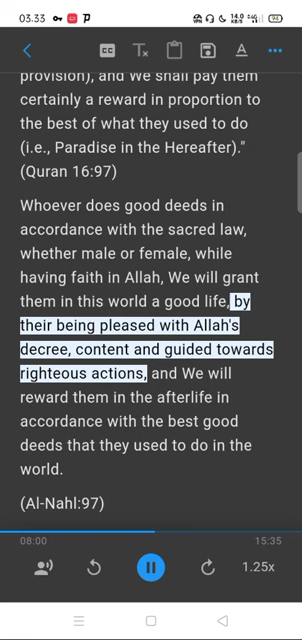 03.33
14.0
KB/S
94
CC
provision), and We shall pay them
certainly a reward in proportion to
the best of what they used to do
(i.e., Paradise in the Hereafter)."
(Quran 16:97)
Whoever does good deeds in
accordance with the sacred law,
whether male or female, while
having faith in Allah, We will grant
them in this world a good life, by
their being pleased with Allah's
decree, content and guided towards
righteous actions, and We will
reward them in the afterlife in
accordance with the best good
deeds that they used to do in the
world.
(Al-Nahl:97)
08:00
15:35
1.25x